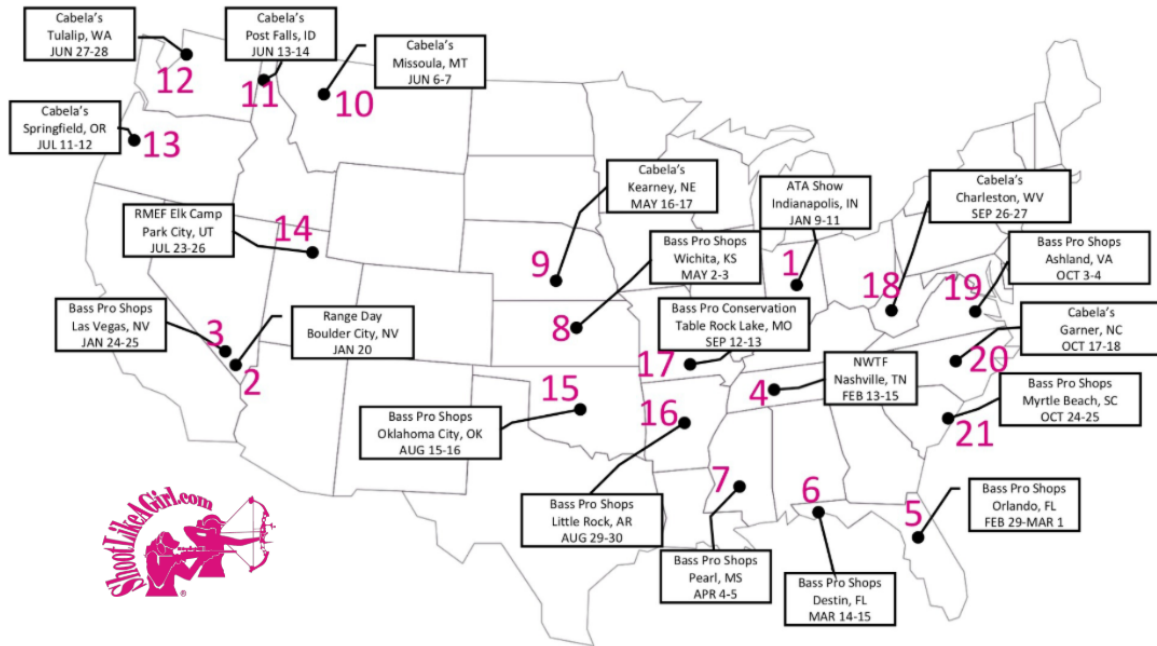 Cabela's
Tulalip, WA
JUN 27-28
Cabela's
Post Falls, ID
JUN 13-14
Cabela's
Missoula, MT
JUN 6-7
12
11
10
Cabela's
Springfield, OR
JUL 11-12
13
Cabela's
Kearney, NE
MAY 16-17
ATA Show
Indianapolis, IN
JAN 9-11
Cabela's
Charleston, WV
SEP 26-27
RMEF Elk Camp
Park City, UT
JUL 23-26
14
9
Bass Pro Shops
Wichita, KS
MAY 2-3
1
18
19
Bass Pro Shops
Ashland, VA
OCT 3-4
Bass Pro Shops
Las Vegas, NV
JAN 24-25
3
2
Range Day
Boulder City, NV
JAN 20
8
Bass Pro Conservation
Table Rock Lake, MO
SEP 12-13
17
Cabela's
Garner, NC
OCT 17-18
20
4
NWTF
Nashville, TN
FEB 13-15
15
Bass Pro Shops
Oklahoma City, OK
AUG 15-16
16
Bass Pro Shops
Myrtle Beach, SC
OCT 24-25
21
7
6
5
Bass Pro Shops
Little Rock, AR
AUG 29-30
Bass Pro Shops
Orlando, FL
FEB 29-MAR 1
Bass Pro Shops
Pearl, MS
APR 4-5
Bass Pro Shops
Destin, FL
MAR 14-15
ShootLikeAGirl.com
®